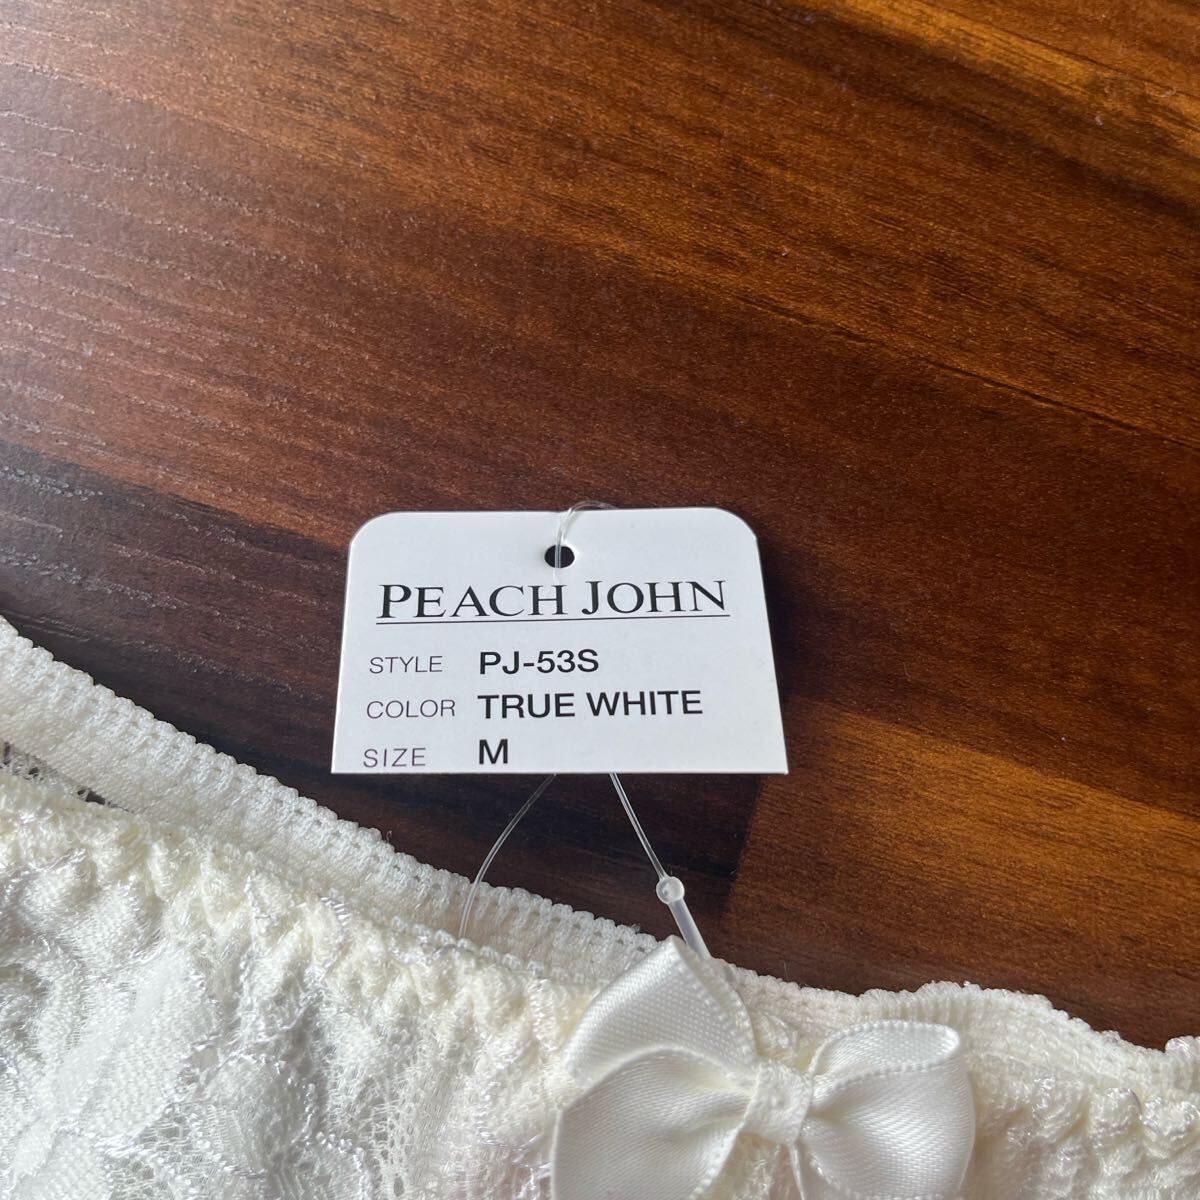 PEACH JOHN
STYLE PJ-53S
COLOR TRUE WHITE
SIZE M